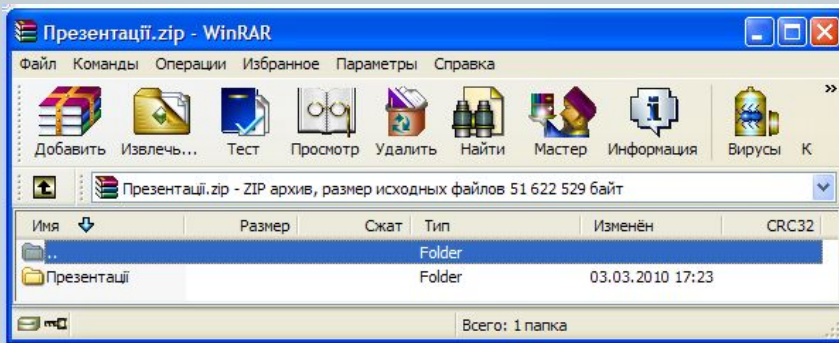 Презентації.zip - WinRAR
Файл Команды Операции Избранное Параметры Справка
Добавить Извлечь... Тест Просмотр Удалить Найти Мастер Информация Вирусы К
Презентації.zip - ZIP архив, размер исходных файлов 51 622 529 байт
Имя Размер Сжат Тип Изменён CRC32
.. Folder
Презентації Folder 03.03.2010 17:23
Всего: 1 папка